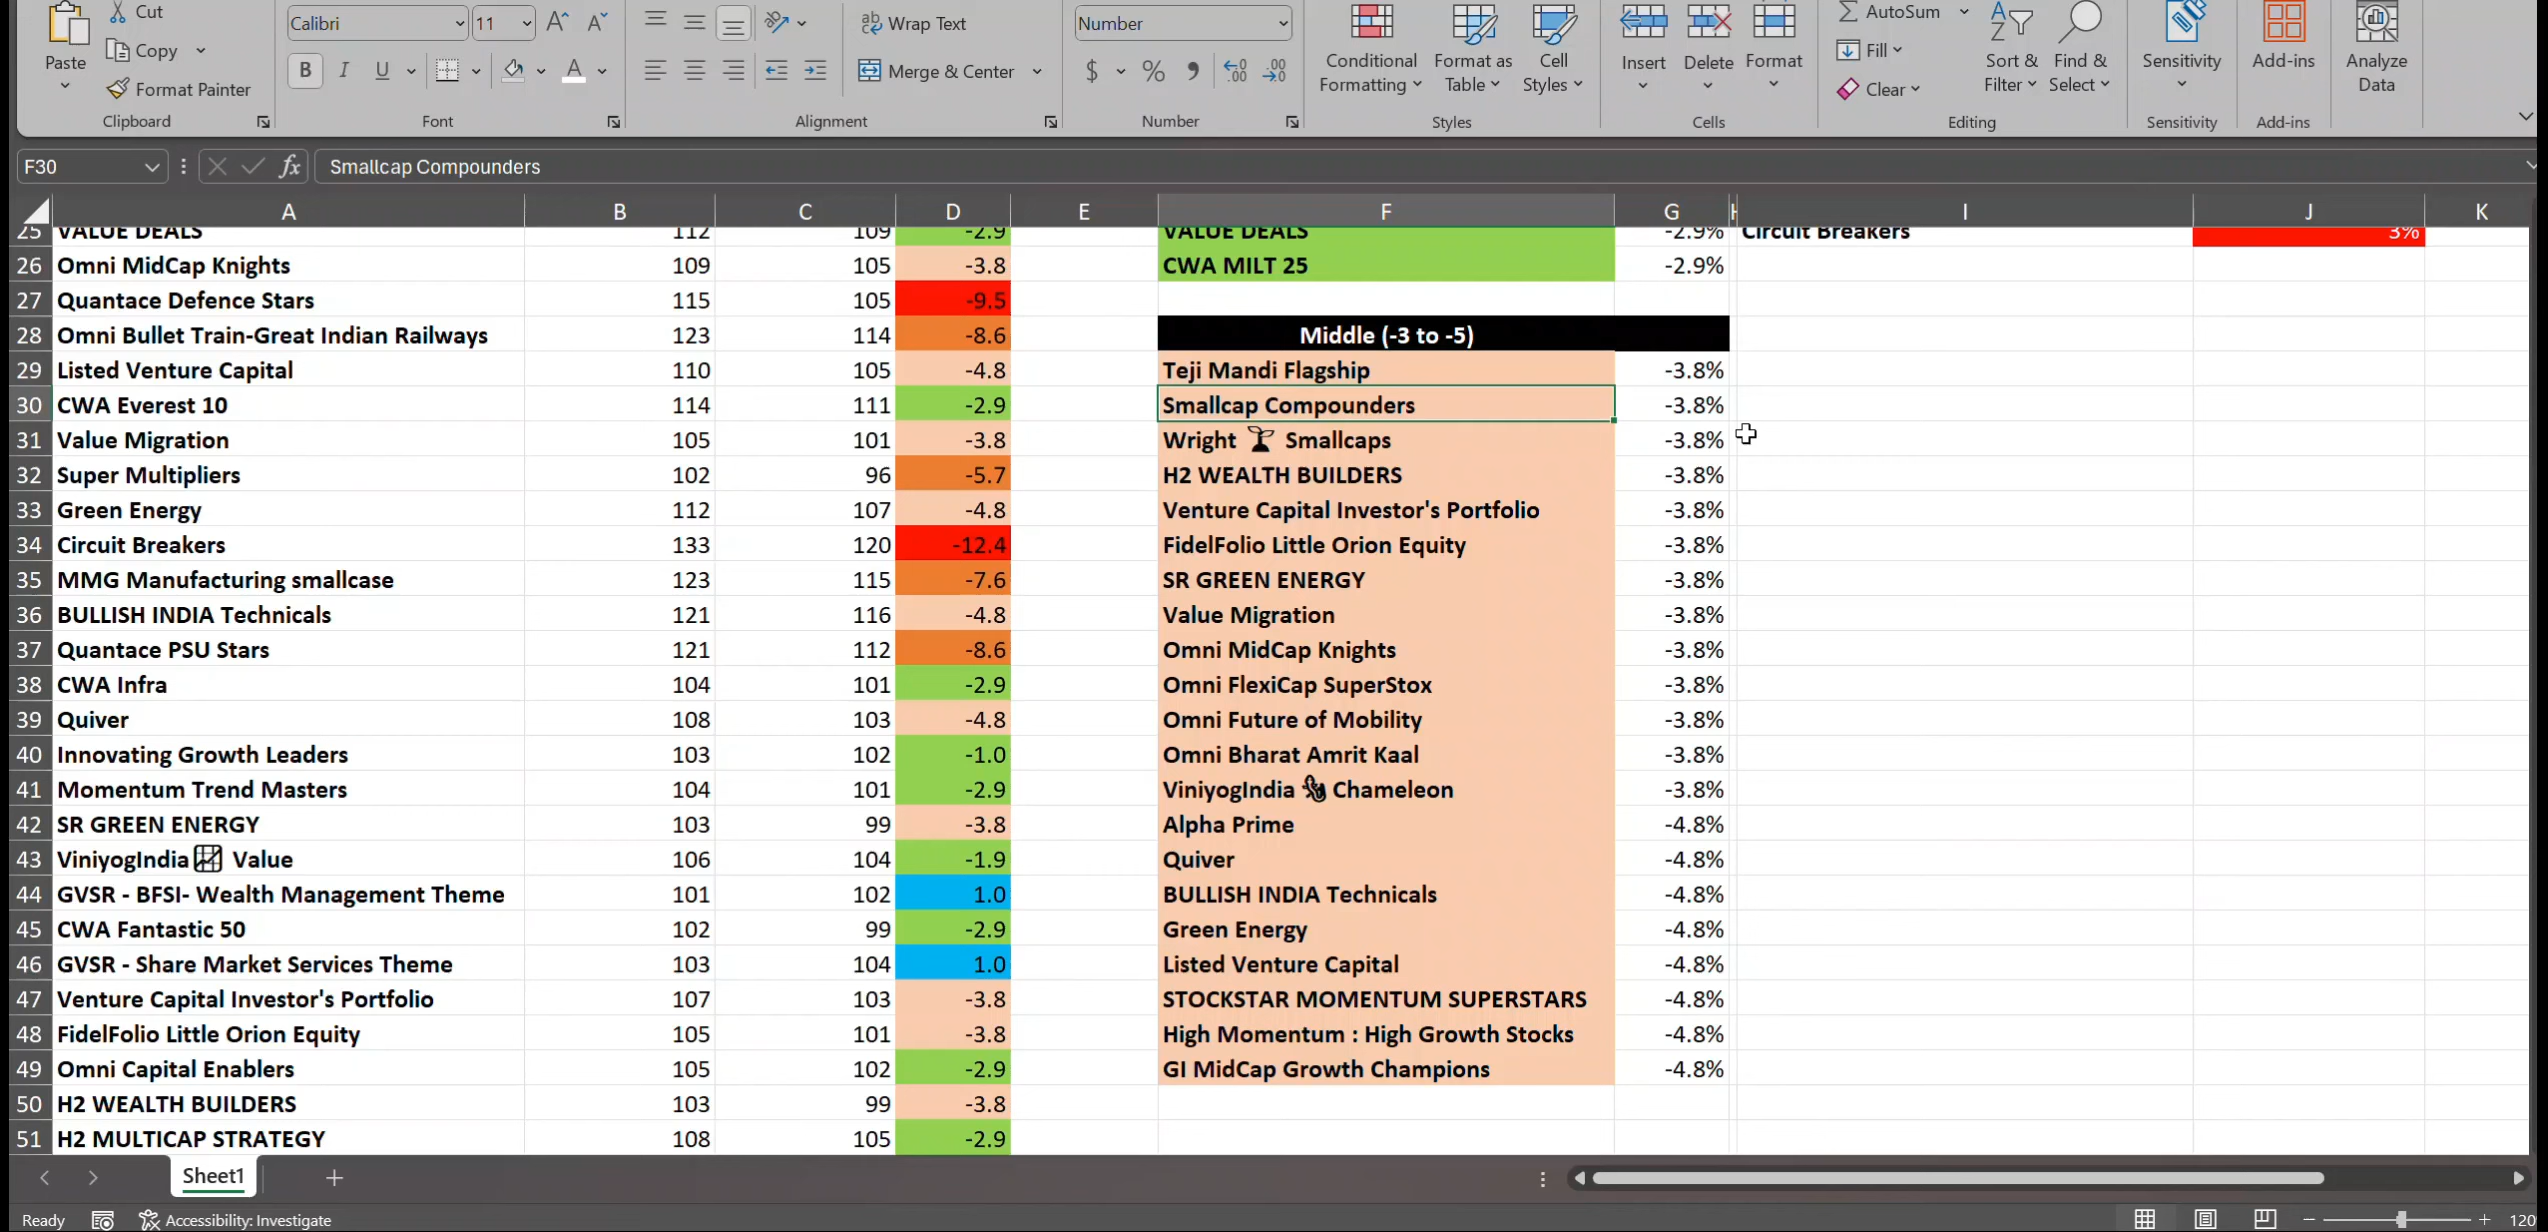 Cut
Paste
Copy
Format Painter
Clipboard
Calibri
11
B I U
A
Font
Wrap Text
Merge & Center
Alignment
Number
$ % 9
Number
Conditional Formatting
Format as Table
Cell Styles
Styles
Insert
Delete
Format
Cells
AutoSum
Fill
Clear
Sort & Filter
Find & Select
Editing
Sensitivity
Sensitivity
Add-ins
Add-ins
Analyze Data
F30
fx
Smallcap Compounders
A B C D E F G H I J K
25 VALUE DEALS 112 109 -2.9 VALUE DEALS -2.9% Circuit Breakers 3%
26 Omni MidCap Knights 109 105 -3.8 CWA MILT 25 -2.9%
27 Quantace Defence Stars 115 105 -9.5
28 Omni Bullet Train-Great Indian Railways 123 114 -8.6 Middle (-3 to -5)
29 Listed Venture Capital 110 105 -4.8 Teji Mandi Flagship -3.8%
30 CWA Everest 10 114 111 -2.9 Smallcap Compounders -3.8%
31 Value Migration 105 101 -3.8 Wright Smallcaps -3.8%
32 Super Multipliers 102 96 -5.7 H2 WEALTH BUILDERS -3.8%
33 Green Energy 112 107 -4.8 Venture Capital Investor's Portfolio -3.8%
34 Circuit Breakers 133 120 -12.4 FidelFolio Little Orion Equity -3.8%
35 MMG Manufacturing smallcase 123 115 -7.6 SR GREEN ENERGY -3.8%
36 BULLISH INDIA Technicals 121 116 -4.8 Value Migration -3.8%
37 Quantace PSU Stars 121 112 -8.6 Omni MidCap Knights -3.8%
38 CWA Infra 104 101 -2.9 Omni FlexiCap SuperStox -3.8%
39 Quiver 108 103 -4.8 Omni Future of Mobility -3.8%
40 Innovating Growth Leaders 103 102 -1.0 Omni Bharat Amrit Kaal -3.8%
41 Momentum Trend Masters 104 101 -2.9 ViniyogIndia Chameleon -3.8%
42 SR GREEN ENERGY 103 99 -3.8 Alpha Prime -4.8%
43 ViniyogIndia Value 106 104 -1.9 Quiver -4.8%
44 GVSR - BFSI- Wealth Management Theme 101 102 1.0 BULLISH INDIA Technicals -4.8%
45 CWA Fantastic 50 102 99 -2.9 Green Energy -4.8%
46 GVSR - Share Market Services Theme 103 104 1.0 Listed Venture Capital -4.8%
47 Venture Capital Investor's Portfolio 107 103 -3.8 STOCKSTAR MOMENTUM SUPERSTARS -4.8%
48 FidelFolio Little Orion Equity 105 101 -3.8 High Momentum : High Growth Stocks -4.8%
49 Omni Capital Enablers 105 102 -2.9 GI MidCap Growth Champions -4.8%
50 H2 WEALTH BUILDERS 103 99 -3.8
51 H2 MULTICAP STRATEGY 108 105 -2.9
Sheet1
Ready
Accessibility: Investigate
120